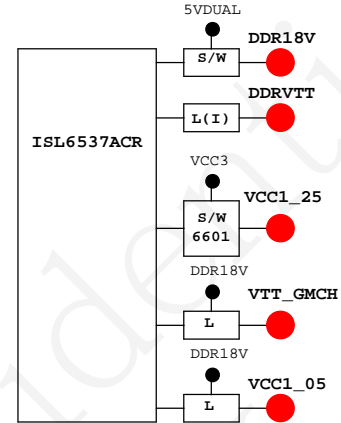 5VDUAL
DDR18V
S/W
DDRVTT
L(I)
ISL6537ACR
VCC3
VCC1_25
S/W
6601
DDR18V
VTT_GMCH
L
DDR18V
VCC1_05
L